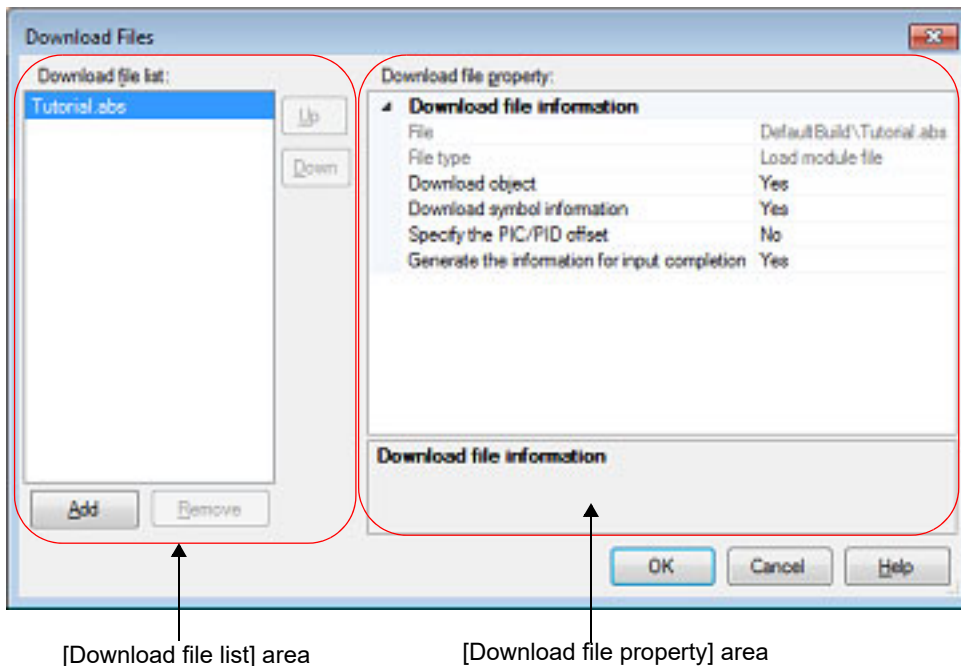 Download Files
Download file list:
Tutorial.abs
Up
Down
Add
Remove
Download file property:
Download file information
File DefaultBuild\Tutorial.abs
File type Load module file
Download object Yes
Download symbol information Yes
Specify the PIC/PID offset No
Generate the information for input completion Yes
Download file information
OK
Cancel
Help
[Download file list] area
[Download file property] area